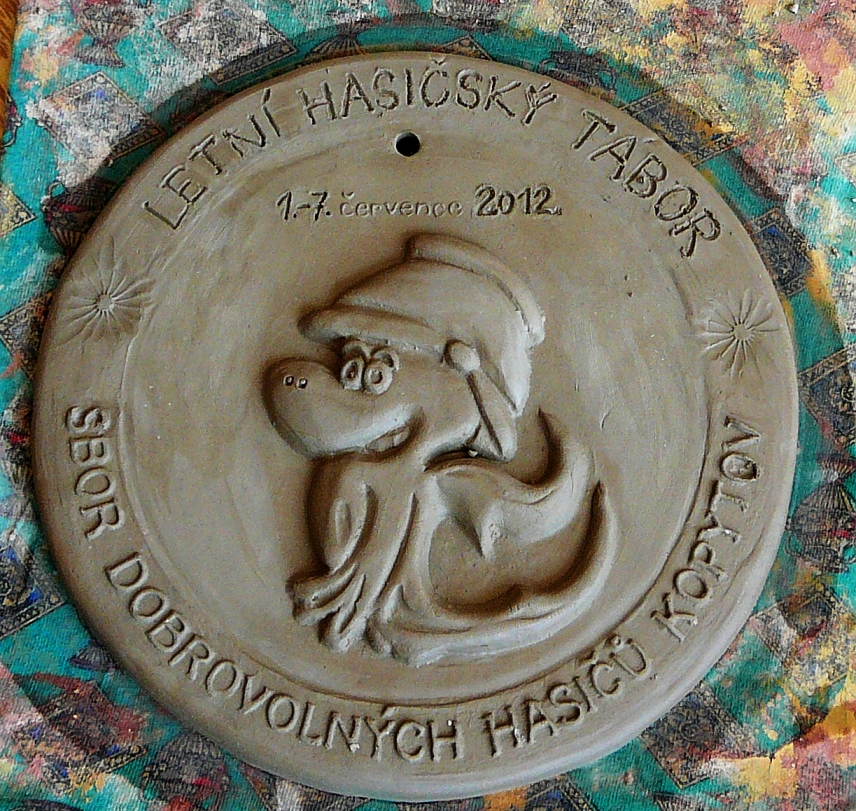 LETNÍ HASIČSKÝ TÁBOR
1.-7. července 2012.
SBOR DOBROVOLNÝCH HASIČŮ KOPYTOV